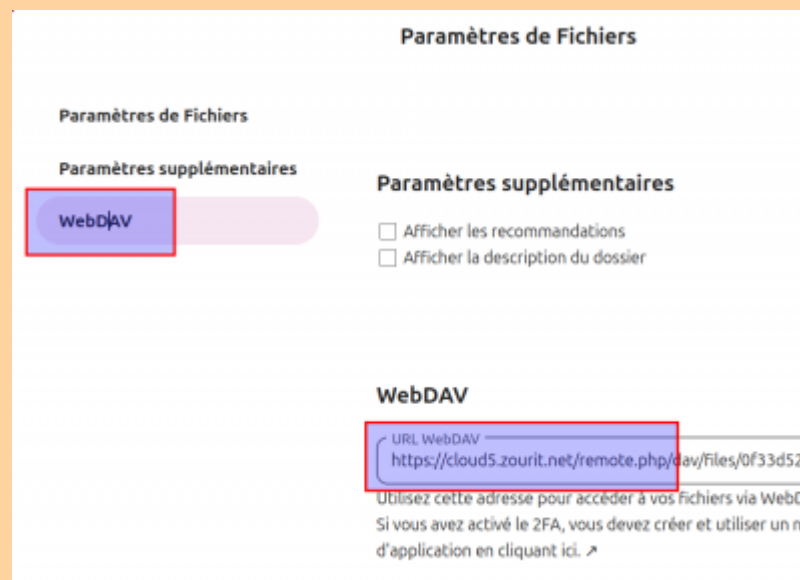 Paramètres de Fichiers
Paramètres de Fichiers
Paramètres supplémentaires
WebDAV
Paramètres supplémentaires
Afficher les recommandations
Afficher la description du dossier
WebDAV
URL WebDAV
https://cloud5.zourit.net/remote.php/dav/files/0f33d52
Utilisez cette adresse pour accéder à vos fichiers via WebD
Si vous avez activé le 2FA, vous devez créer et utiliser un n
d'application en cliquant ici. ↗